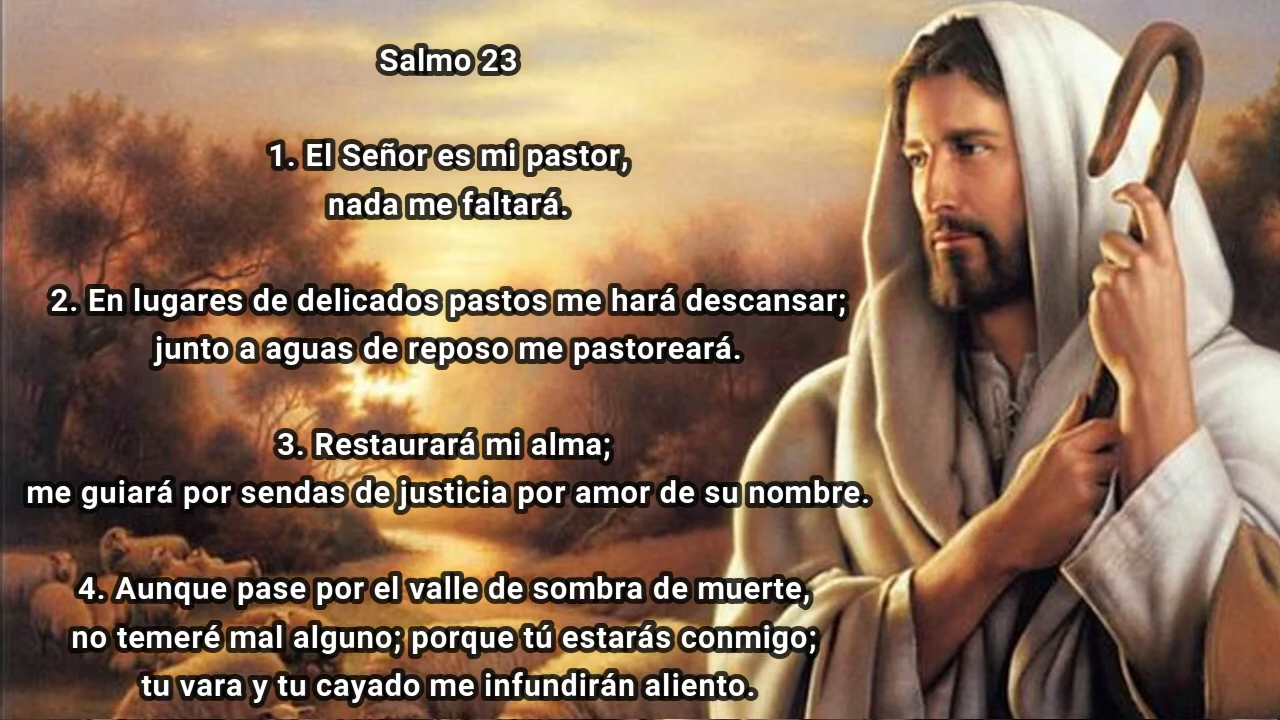 Salmo 23
1. El Señor es mi pastor,
nada me faltará.
2. En lugares de delicados pastos me hará descansar;
junto a aguas de reposo me pastoreará.
3. Restaurará mi alma;
me guiará por sendas de justicia por amor de su nombre.
4. Aunque pase por el valle de sombra de muerte,
no temeré mal alguno; porque tú estarás conmigo;
tu vara y tu cayado me infundirán aliento.